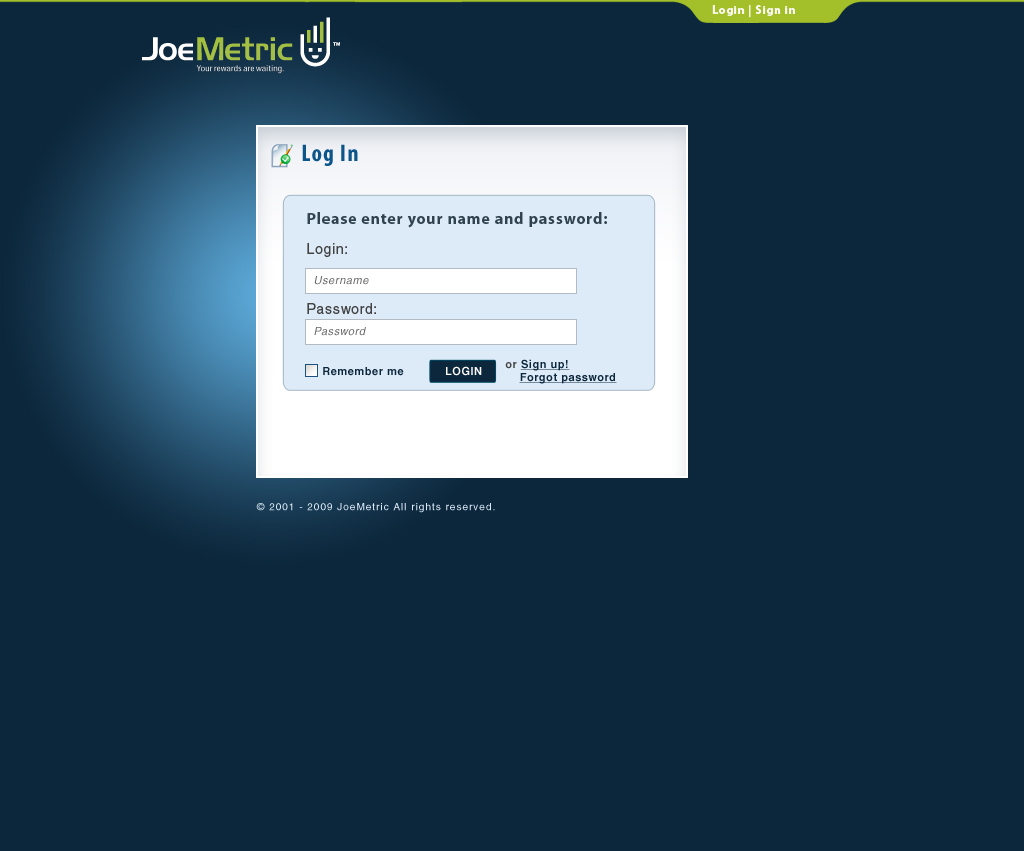 Login | Sign in
JoeMetric™
Your rewards are waiting.
Log In
Please enter your name and password:
Login:
Username
Password:
Password
Remember me
LOGIN
or Sign up!
Forgot password
© 2001 - 2009 JoeMetric All rights reserved.